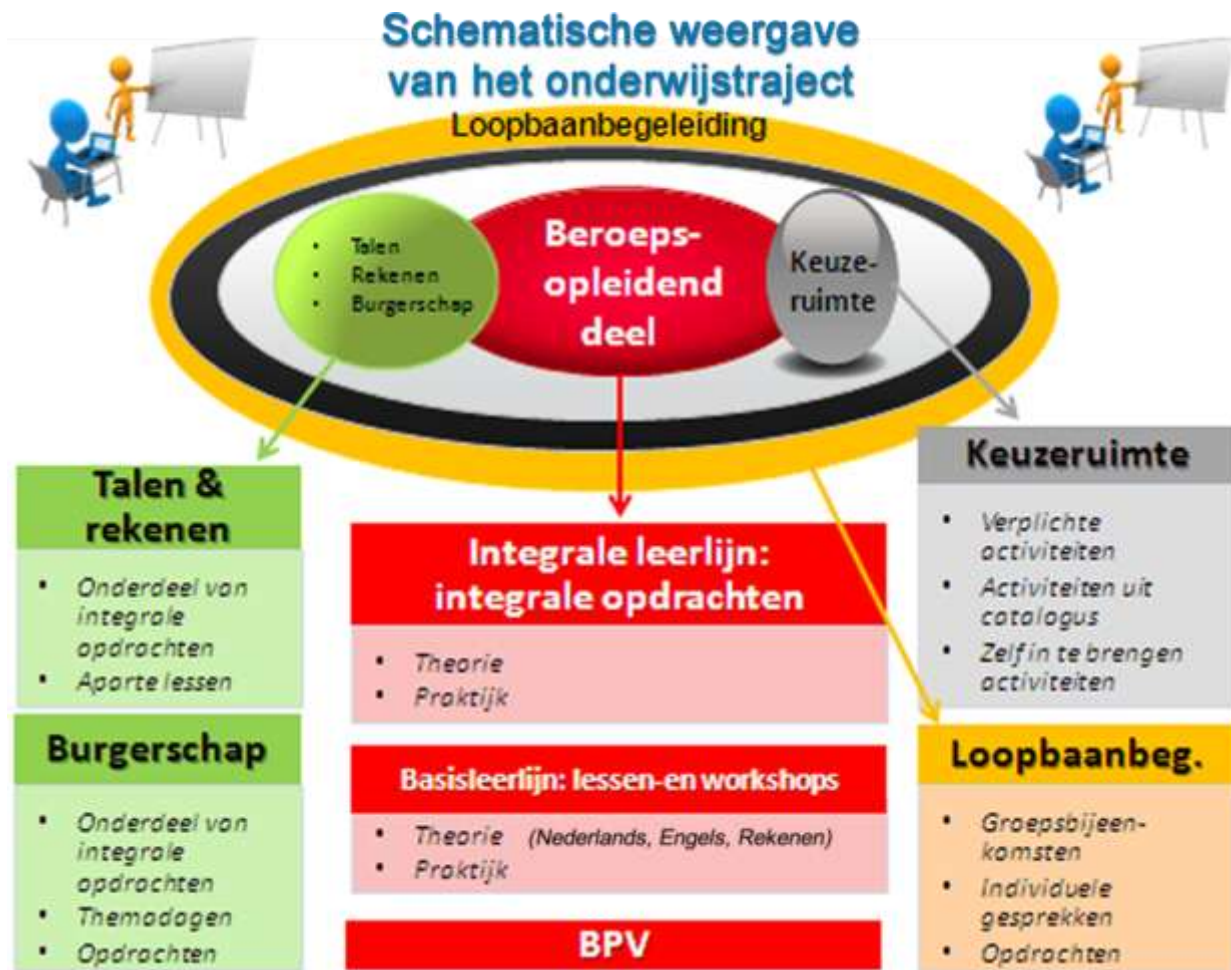 Schematische weergave
van het onderwijstraject
Loopbaanbegeleiding
• Talen
• Rekenen
• Burgerschap
Beroeps-
opleidend
deel
Keuze-
ruimte
Talen &
rekenen
• Onderdeel van
integrale
opdrachten
• Aparte lessen
Burgerschap
• Onderdeel van
integrale
opdrachten
• Themadagen
• Opdrachten
Integrale leerlijn:
integrale opdrachten
• Theorie
• Praktijk
Basisleerlijn: lessen-en workshops
• Theorie (Nederlands, Engels, Rekenen)
• Praktijk
BPV
Keuzeruimte
• Verplichte
activiteiten
• Activiteiten uit
catalogus
• Zelf in te brengen
activiteiten
Loopbaanbeg.
• Groepsbijeen-
komsten
• Individuele
gesprekken
• Opdrachten